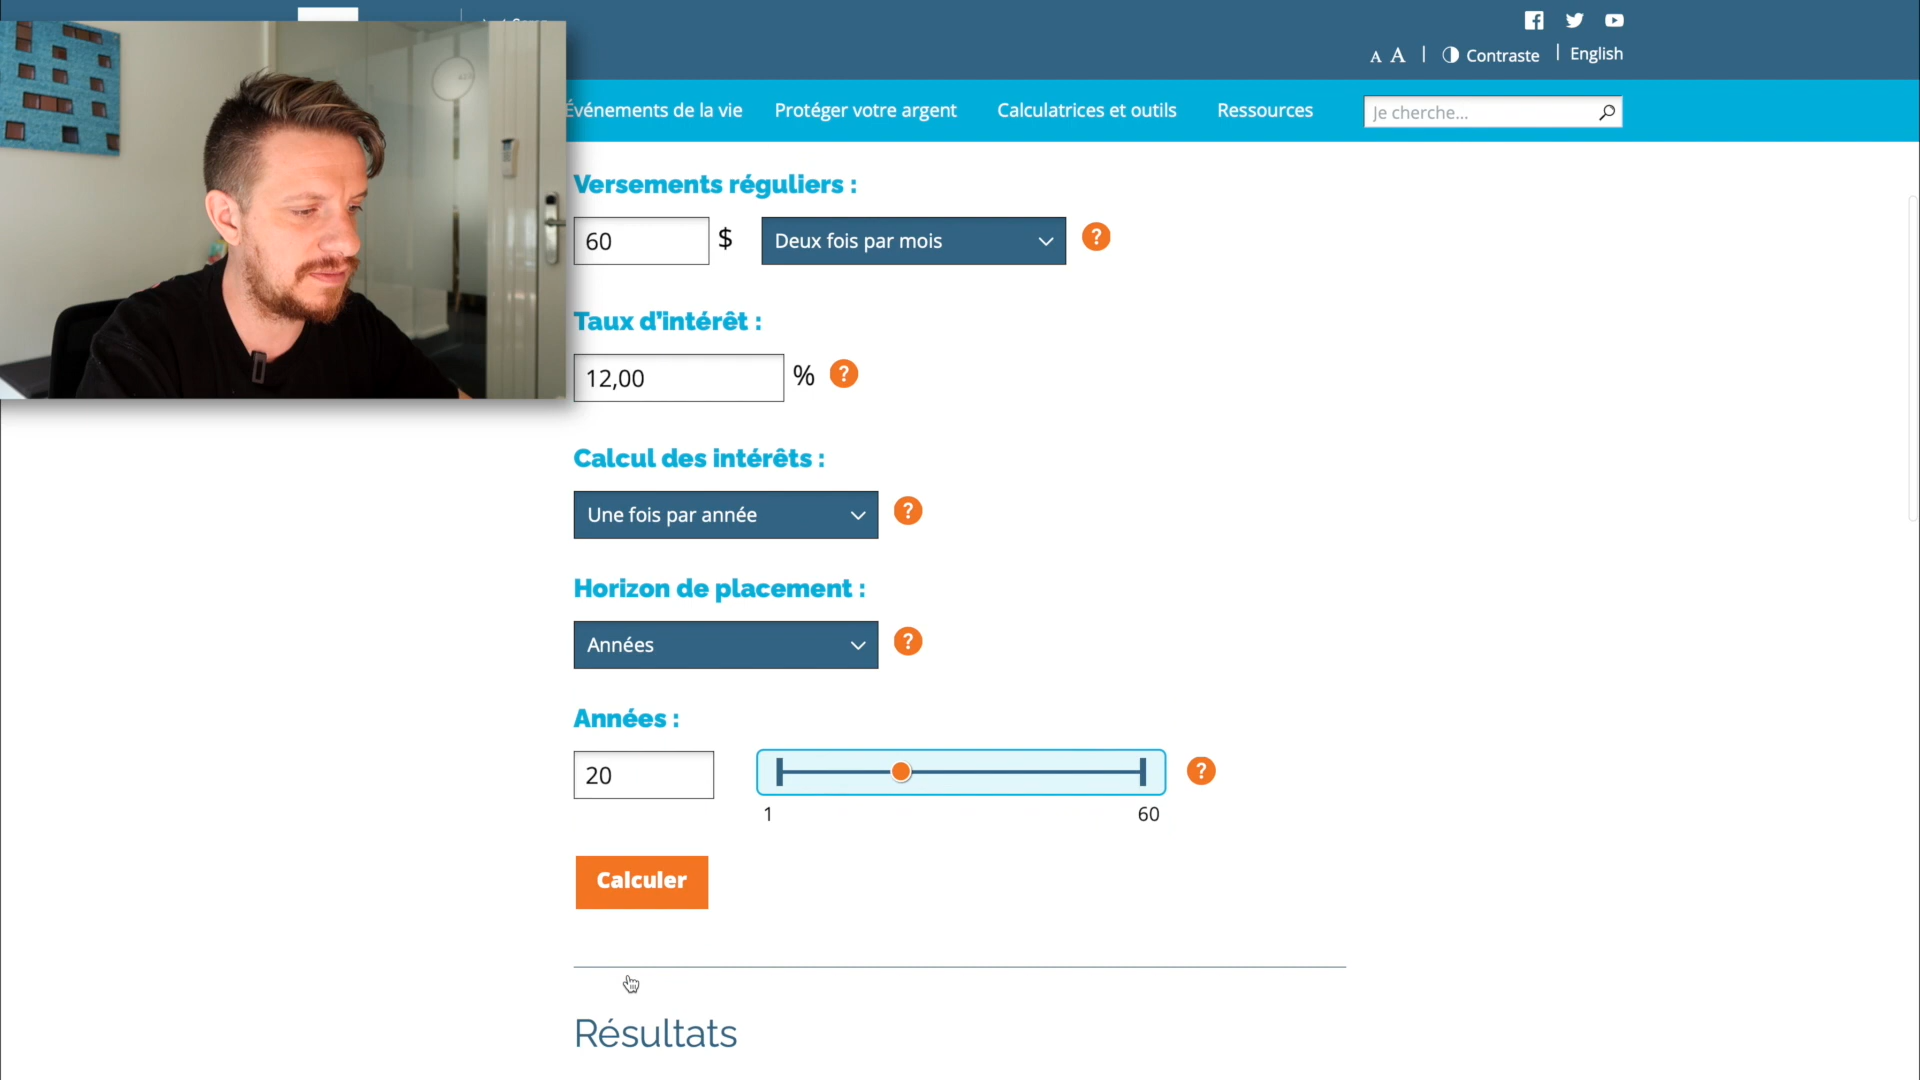 Contraste
English
Événements de la vie
Protéger votre argent
Calculatrices et outils
Ressources
Je cherche...
Versements réguliers :
60 $
Deux fois par mois
?
Taux d'intérêt :
12,00 %
?
Calcul des intérêts :
Une fois par année
?
Horizon de placement :
Années
?
Années :
20
?
1
60
Calculer
Résultats